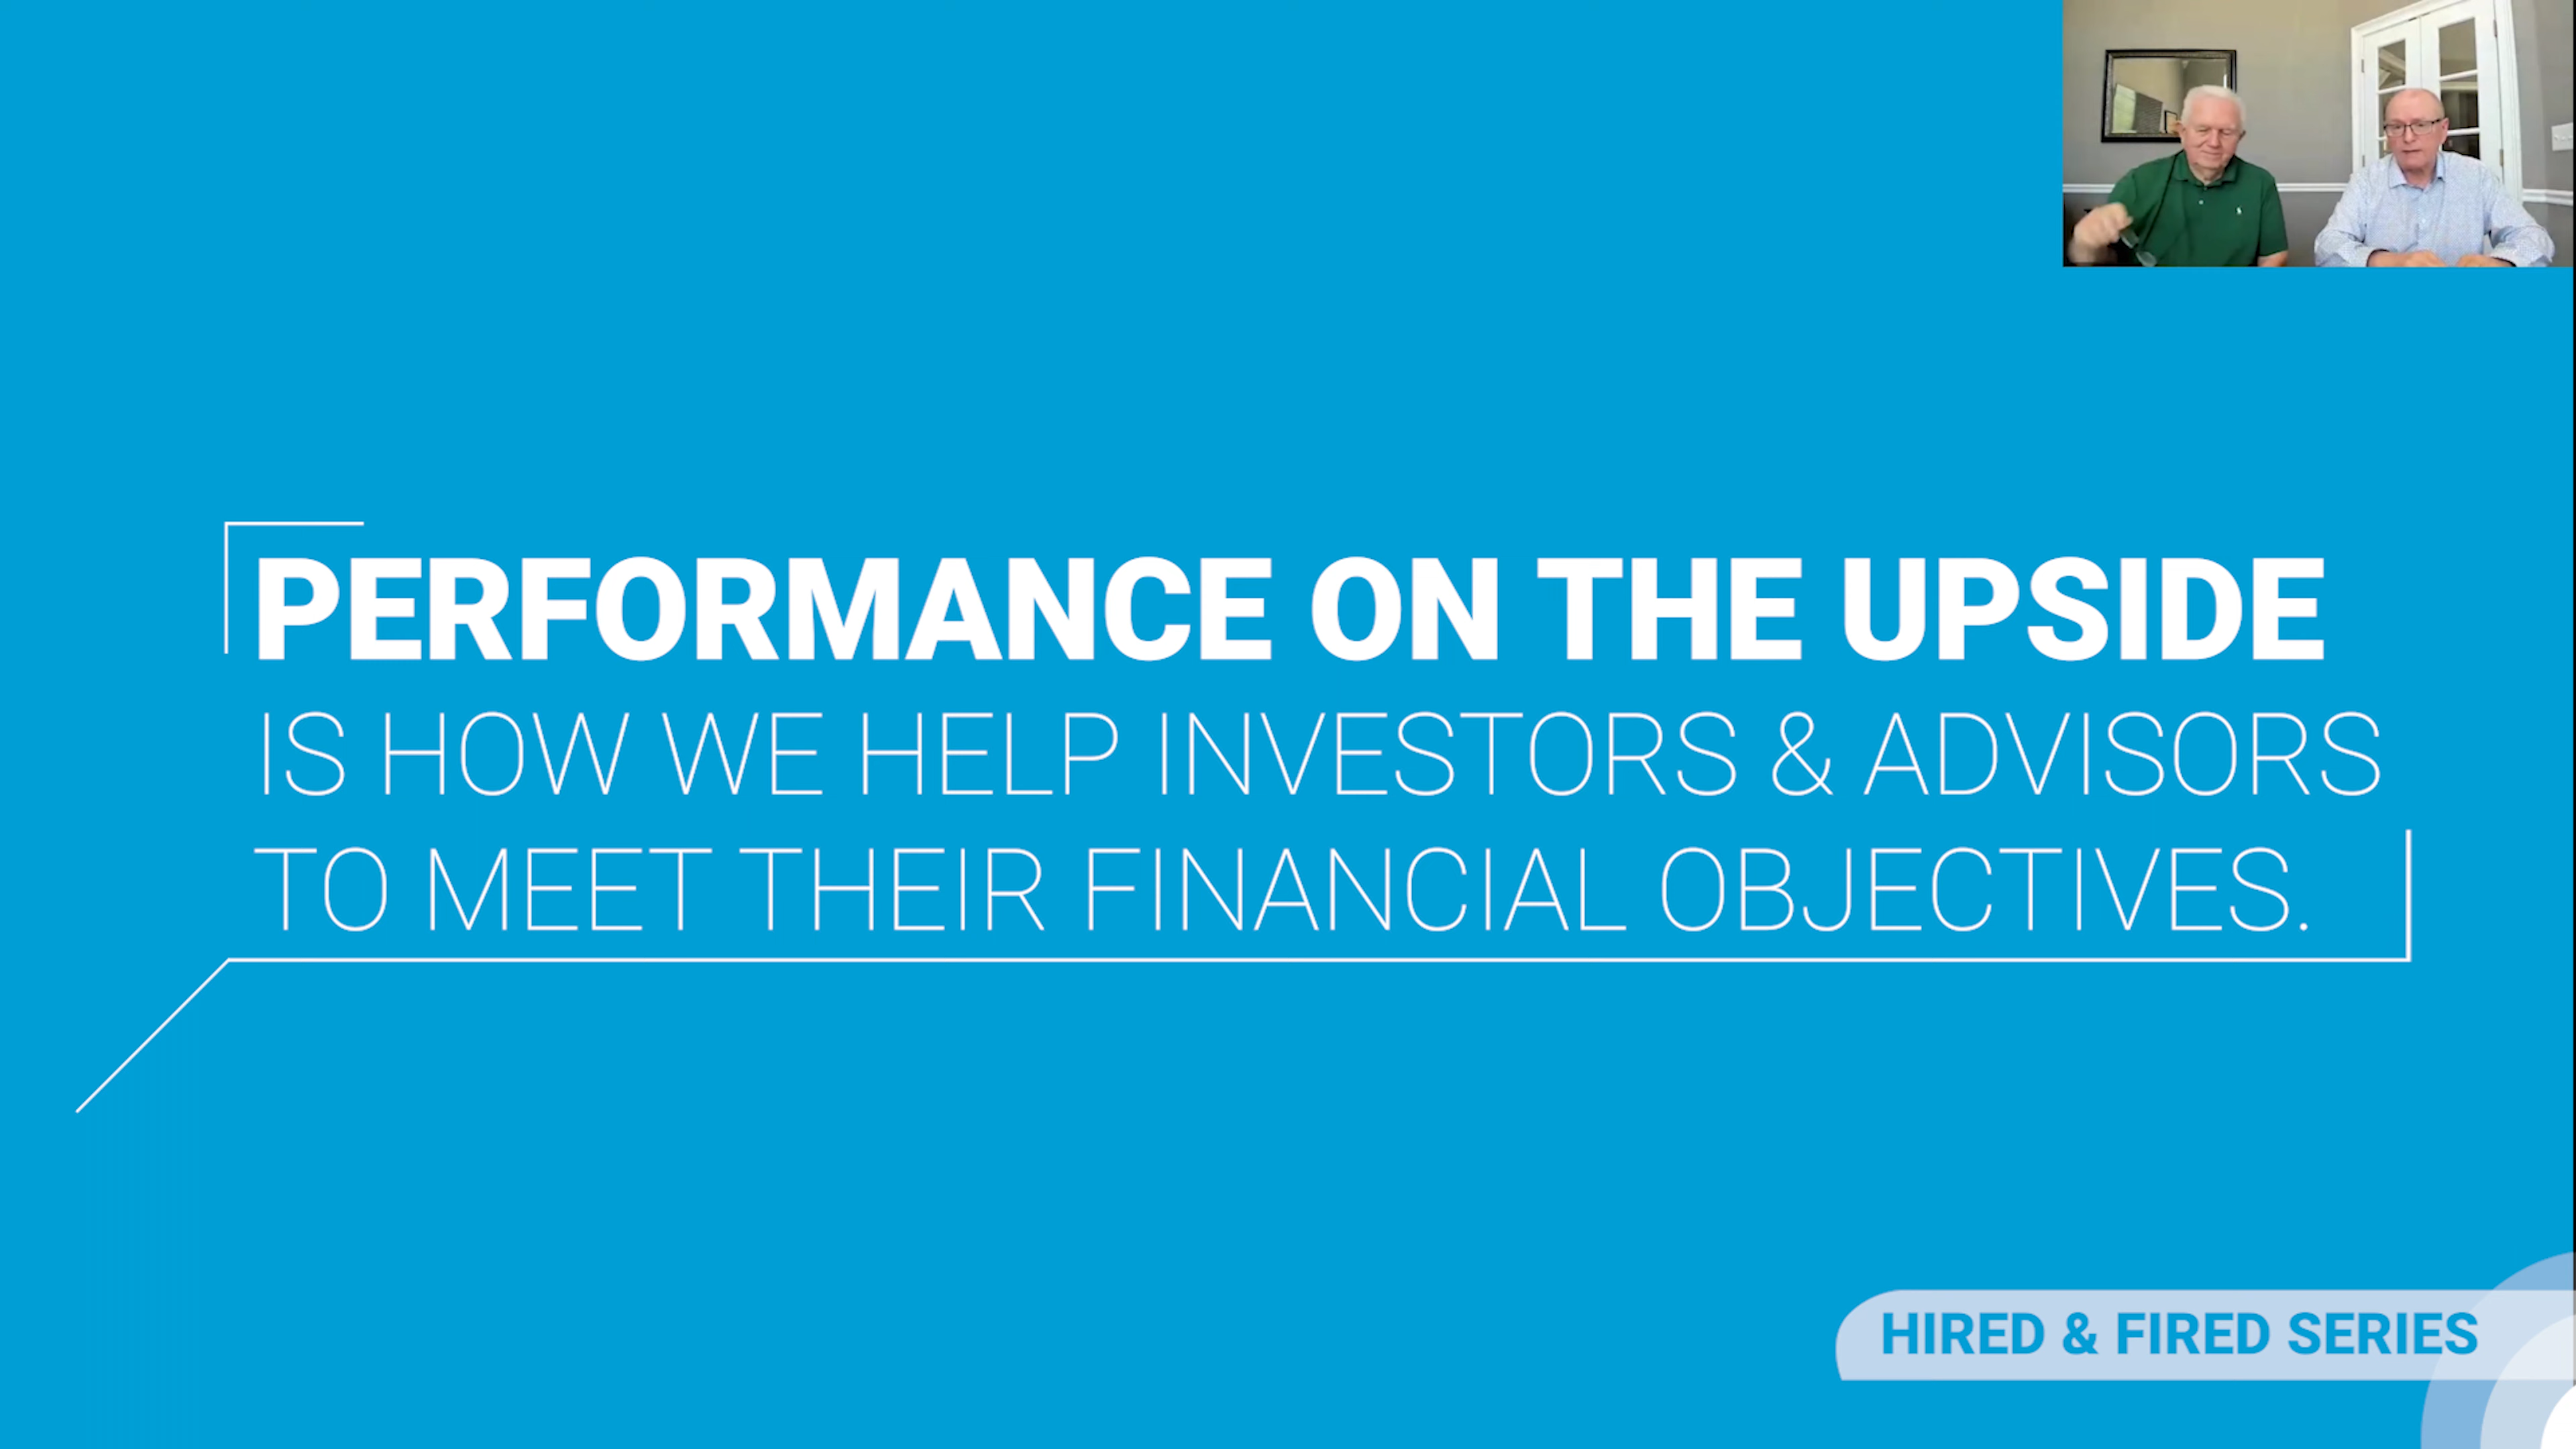 PERFORMANCE ON THE UPSIDE
IS HOW WE HELP INVESTORS & ADVISORS
TO MEET THEIR FINANCIAL OBJECTIVES.
HIRED & FIRED SERIES